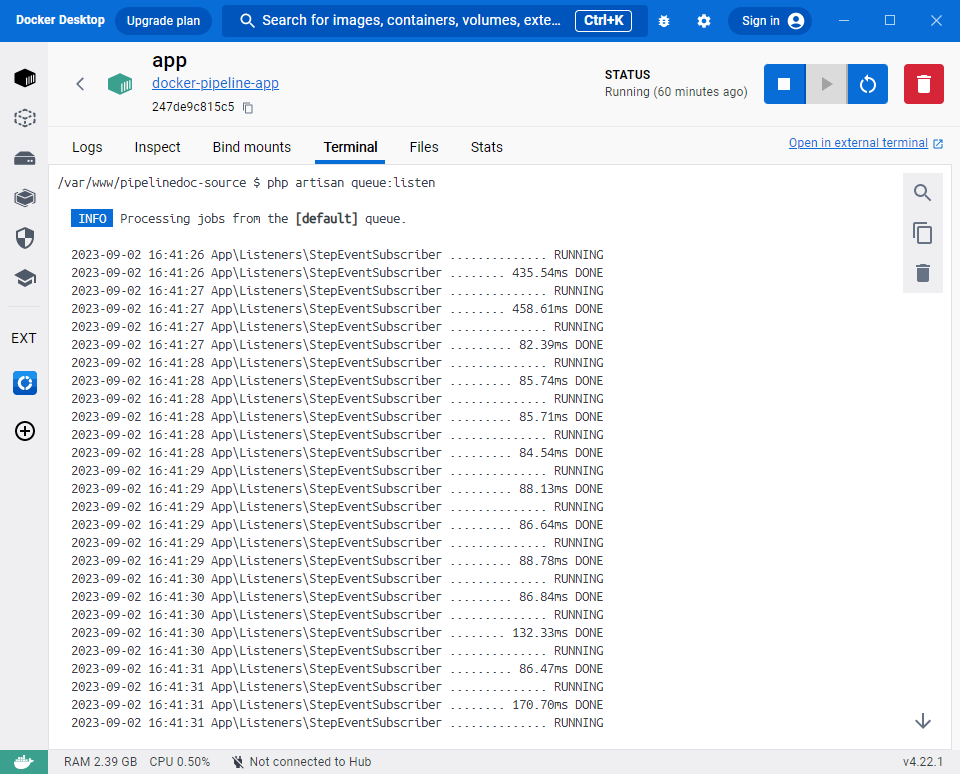 Docker Desktop Upgrade plan Search for images, containers, volumes, exte... Ctrl+K Sign in
app
docker-pipeline-app
247de9c815c5
STATUS
Running (60 minutes ago)
Logs Inspect Bind mounts Terminal Files Stats Open in external terminal
EXT
/var/www/pipelinedoc-source $ php artisan queue:listen
INFO Processing jobs from the [default] queue.
2023-09-02 16:41:26 App\Listeners\StepEventSubscriber .............. RUNNING
2023-09-02 16:41:26 App\Listeners\StepEventSubscriber ........ 435.54ms DONE
2023-09-02 16:41:27 App\Listeners\StepEventSubscriber .............. RUNNING
2023-09-02 16:41:27 App\Listeners\StepEventSubscriber ........ 458.61ms DONE
2023-09-02 16:41:27 App\Listeners\StepEventSubscriber .............. RUNNING
2023-09-02 16:41:27 App\Listeners\StepEventSubscriber ......... 82.39ms DONE
2023-09-02 16:41:28 App\Listeners\StepEventSubscriber .............. RUNNING
2023-09-02 16:41:28 App\Listeners\StepEventSubscriber ......... 85.74ms DONE
2023-09-02 16:41:28 App\Listeners\StepEventSubscriber .............. RUNNING
2023-09-02 16:41:28 App\Listeners\StepEventSubscriber ......... 85.71ms DONE
2023-09-02 16:41:28 App\Listeners\StepEventSubscriber .............. RUNNING
2023-09-02 16:41:28 App\Listeners\StepEventSubscriber ......... 84.54ms DONE
2023-09-02 16:41:29 App\Listeners\StepEventSubscriber .............. RUNNING
2023-09-02 16:41:29 App\Listeners\StepEventSubscriber ......... 88.13ms DONE
2023-09-02 16:41:29 App\Listeners\StepEventSubscriber .............. RUNNING
2023-09-02 16:41:29 App\Listeners\StepEventSubscriber ......... 86.64ms DONE
2023-09-02 16:41:29 App\Listeners\StepEventSubscriber .............. RUNNING
2023-09-02 16:41:29 App\Listeners\StepEventSubscriber ......... 88.78ms DONE
2023-09-02 16:41:30 App\Listeners\StepEventSubscriber .............. RUNNING
2023-09-02 16:41:30 App\Listeners\StepEventSubscriber ......... 86.84ms DONE
2023-09-02 16:41:30 App\Listeners\StepEventSubscriber .............. RUNNING
2023-09-02 16:41:30 App\Listeners\StepEventSubscriber ........ 132.33ms DONE
2023-09-02 16:41:30 App\Listeners\StepEventSubscriber .............. RUNNING
2023-09-02 16:41:31 App\Listeners\StepEventSubscriber ......... 86.47ms DONE
2023-09-02 16:41:31 App\Listeners\StepEventSubscriber .............. RUNNING
2023-09-02 16:41:31 App\Listeners\StepEventSubscriber ........ 170.70ms DONE
2023-09-02 16:41:31 App\Listeners\StepEventSubscriber .............. RUNNING
RAM 2.39 GB CPU 0.50% Not connected to Hub v4.22.1